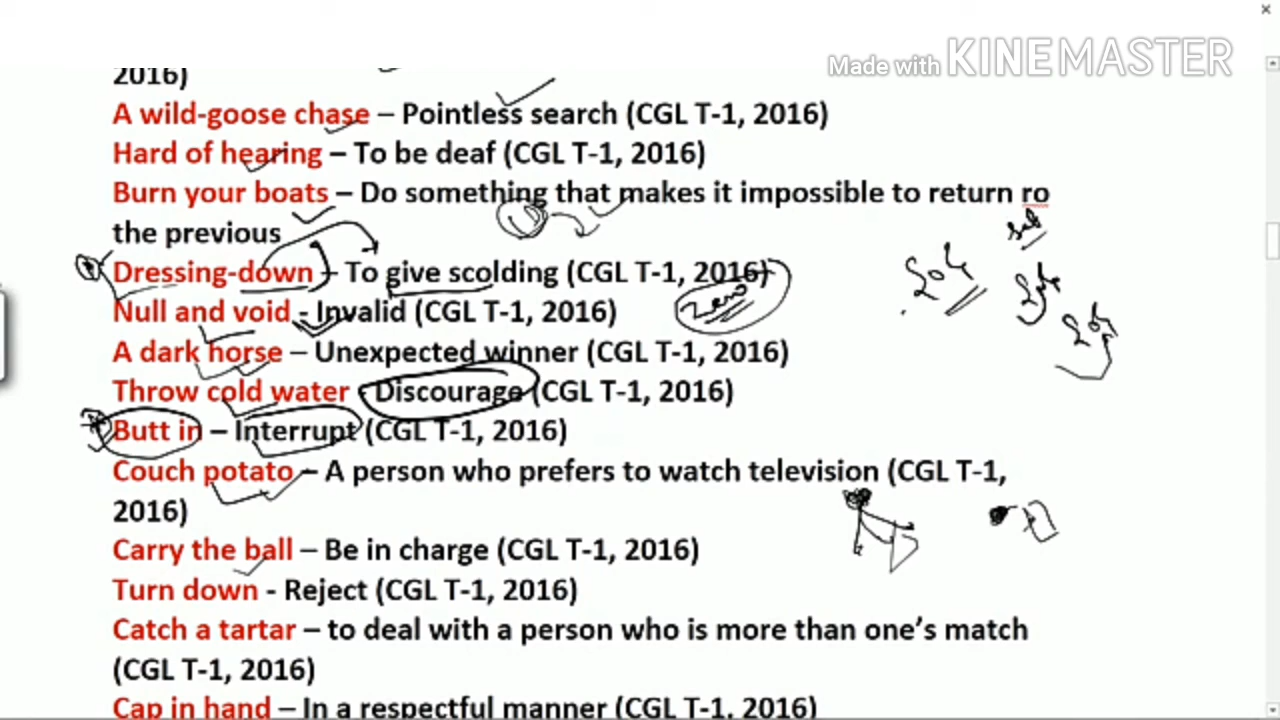 Made with KINEMASTER
2016)
A wild-goose chase – Pointless search (CGL T-1, 2016)
Hard of hearing – To be deaf (CGL T-1, 2016)
Burn your boats – Do something that makes it impossible to return ro
the previous
Dressing-down – To give scolding (CGL T-1, 2016)
Null and void - Invalid (CGL T-1, 2016)
A dark horse – Unexpected winner (CGL T-1, 2016)
Throw cold water - Discourage (CGL T-1, 2016)
Butt in – Interrupt (CGL T-1, 2016)
Couch potato – A person who prefers to watch television (CGL T-1,
2016)
Carry the ball – Be in charge (CGL T-1, 2016)
Turn down - Reject (CGL T-1, 2016)
Catch a tartar – to deal with a person who is more than one’s match
(CGL T-1, 2016)
Cap in hand – In a respectful manner (CGL T-1, 2016)